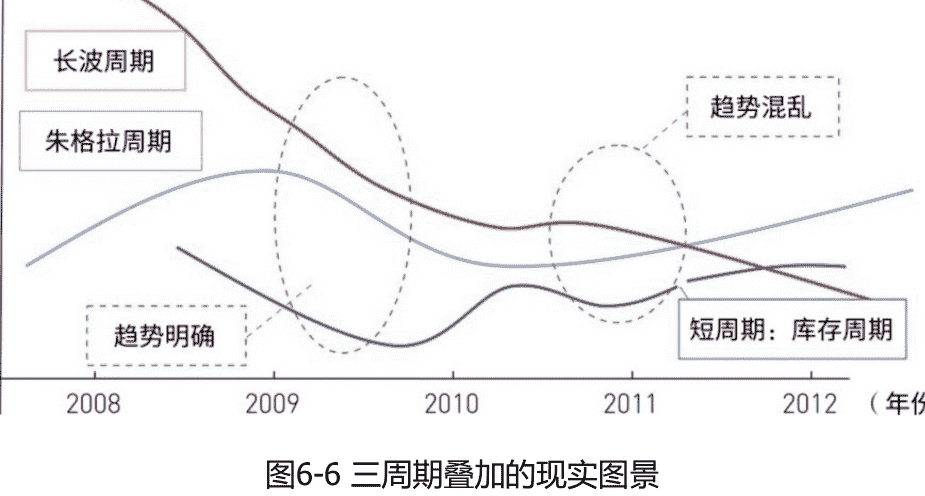 长波周期
朱格拉周期
趋势混乱
趋势明确
短周期：库存周期
2008 2009 2010 2011 2012 （年份
图6-6 三周期叠加的现实图景